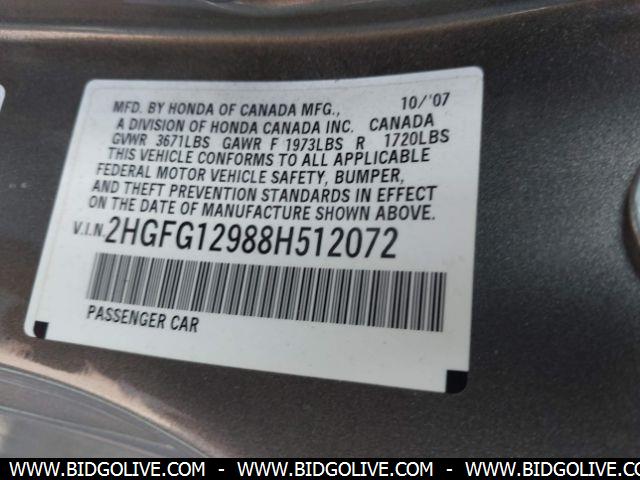 MFD. BY HONDA OF CANADA MFG., 10/'07
A DIVISION OF HONDA CANADA INC. CANADA
GVWR 3671LBS GAWR F 1973LBS R 1720LBS
THIS VEHICLE CONFORMS TO ALL APPLICABLE
FEDERAL MOTOR VEHICLE SAFETY, BUMPER,
AND THEFT PREVENTION STANDARDS IN EFFECT
ON THE DATE OF MANUFACTURE SHOWN ABOVE.
V.I.N. 2HGFG12988H512072
PASSENGER CAR
WWW.BIDGOLIVE.COM - WWW.BIDGOLIVE.COM - WWW.BIDGOLIVE.COM